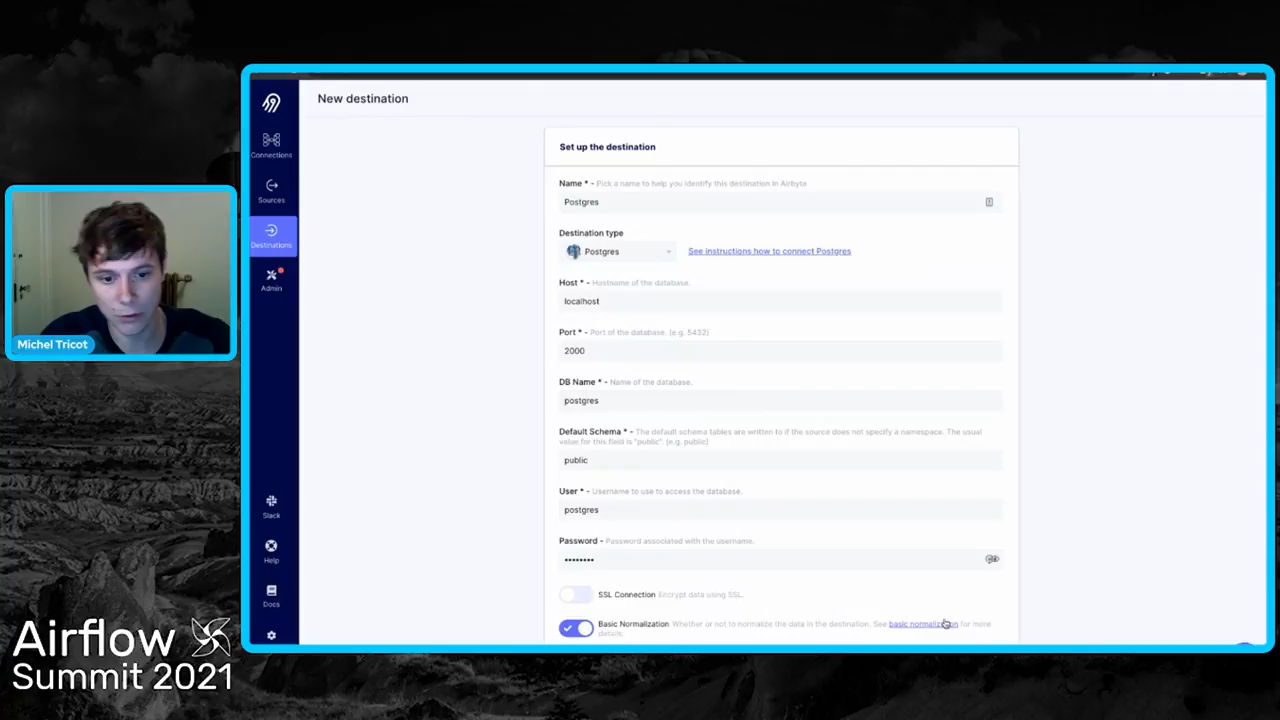 New destination
Connections
Sources
Destinations
Admin
Slack
Help
Docs
Set up the destination
Name * - Pick a name to help you identify this destination in Airbyte
Postgres
Destination type
Postgres
See instructions how to connect Postgres
Host * - Hostname of the database.
localhost
Port * - Port of the database. (e.g. 5432)
2000
DB Name * - Name of the database.
postgres
Default Schema * - The default schema tables are written to if the source does not specify a namespace. The usual
value for this field is "public". (e.g. public)
public
User * - Username to use to access the database.
postgres
Password - Password associated with the username.
••••••••
SSL Connection Encrypt data using SSL.
Basic Normalization Whether or not to normalize the data in the destination. See basic normalization for more
details.
Michel Tricot
Airflow
Summit 2021